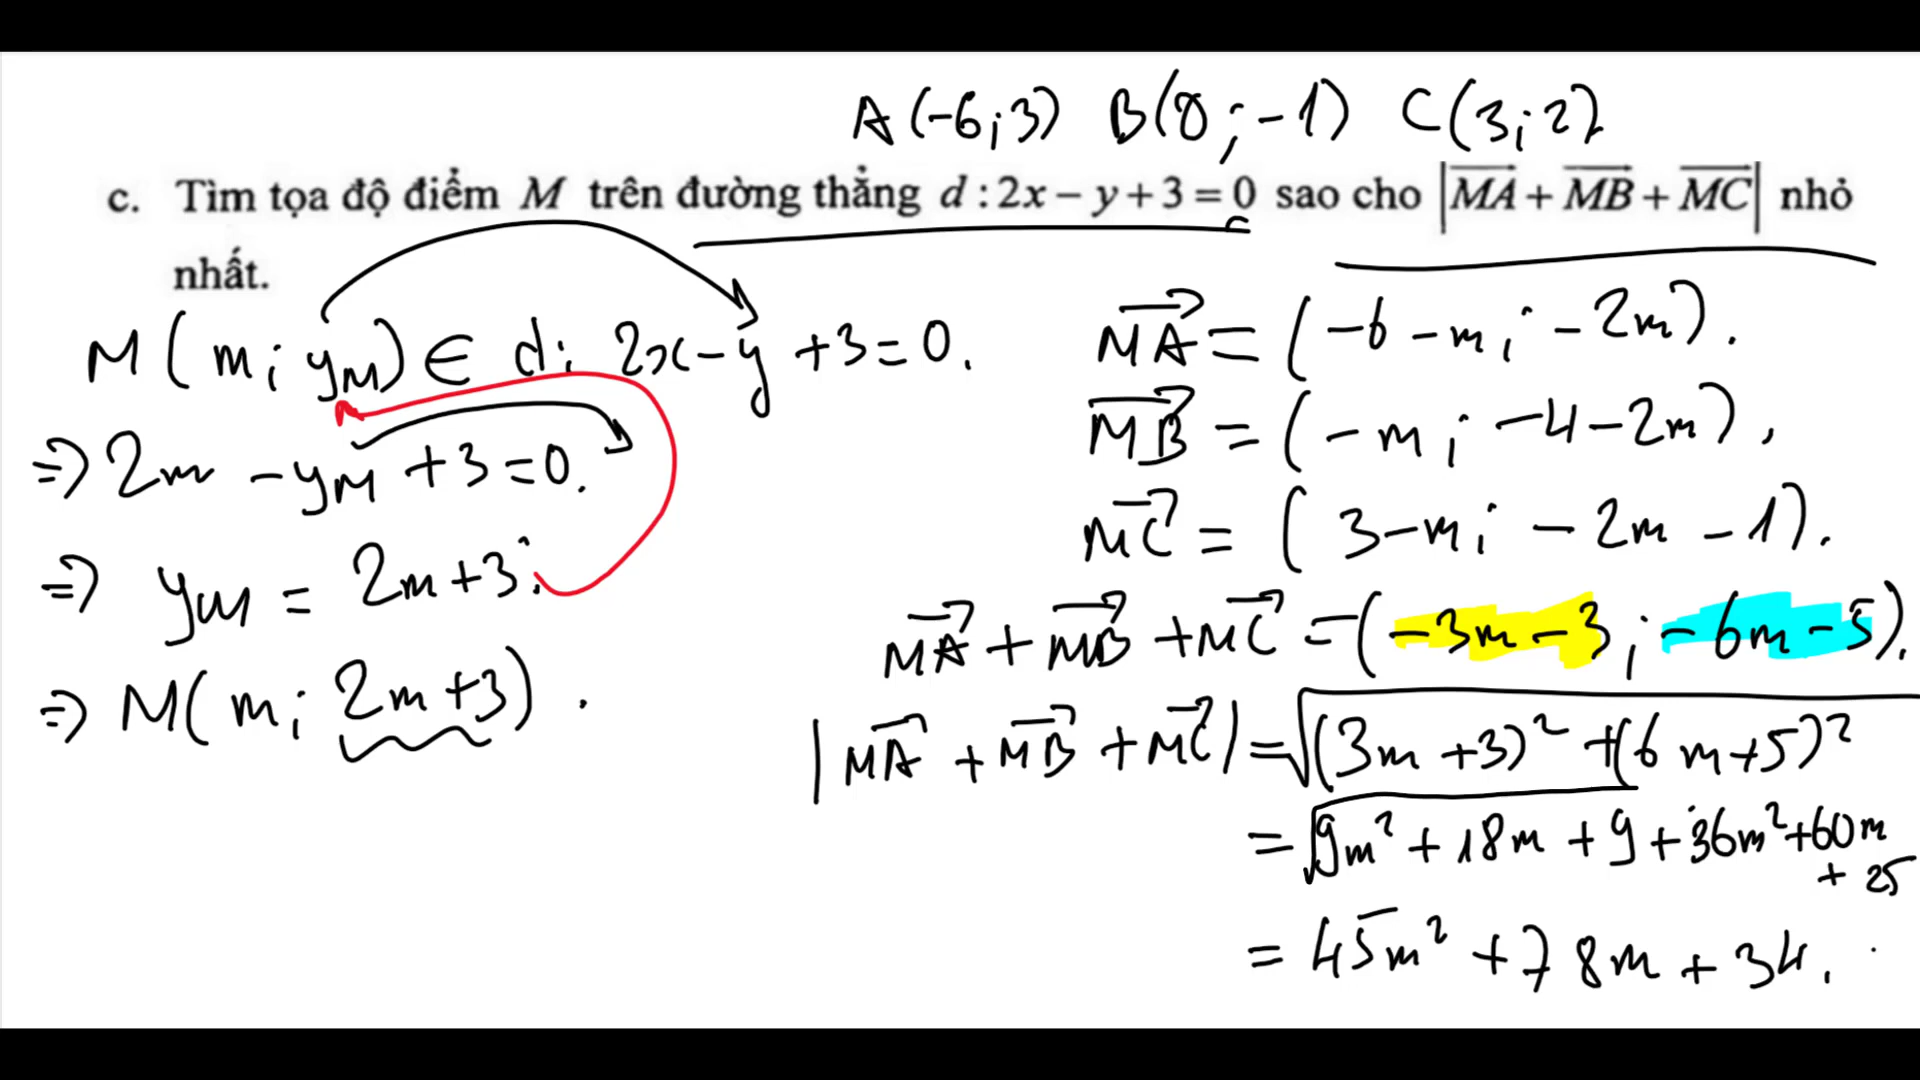 A(-6;3) B(0;-1) C(3;2)
c. Tìm tọa độ điểm M trên đường thẳng d : 2x − y + 3 = 0 sao cho |MA + MB + MC| nhỏ
nhất.
M(m; yM) ∈ d: 2x - y + 3 = 0.
=> 2m - yM + 3 = 0.
=> yM = 2m+3.
=> M(m; 2m+3).
MA = (-6-m; -2m).
MB = (-m; -4-2m),
MC = (3-m; -2m-1).
MA + MB + MC = (-3m-3; -6m-5).
|MA + MB + MC| = √(3m+3)² + (6m+5)²
= √9m² + 18m + 9 + 36m² + 60m
+ 25
= 45m² + 78m + 34.